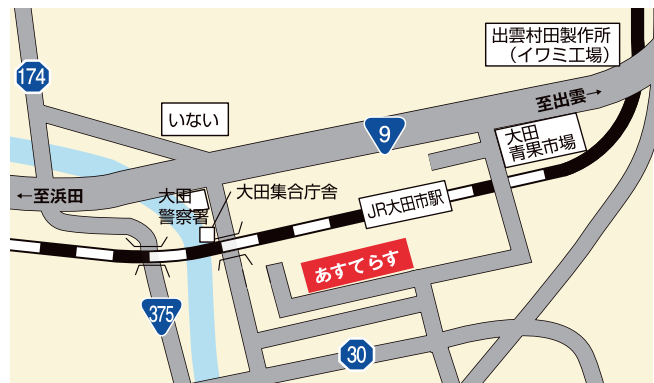 出雲村田製作所
(イワミ工場)
174
至出雲→
いない
9
大田
青果市場
←至浜田
大田
警察署
大田集合庁舎
JR大田市駅
あすてらす
375
30